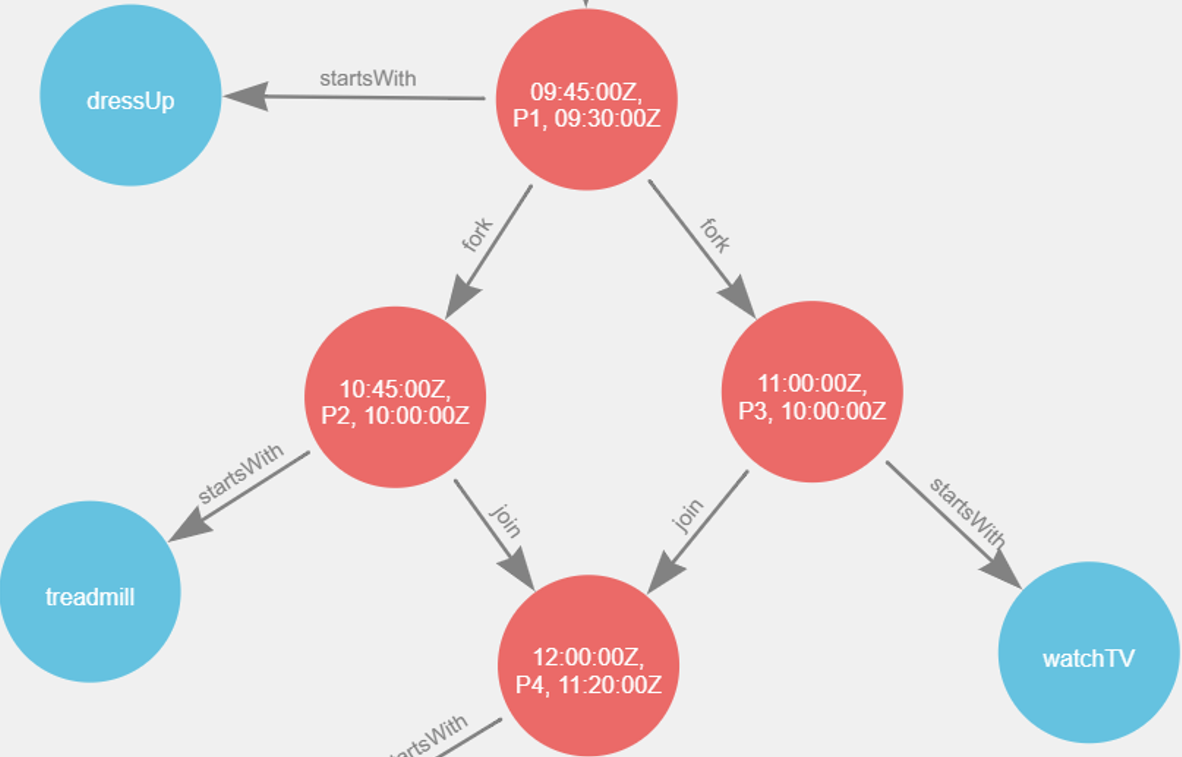 startsWith
dressUp
09:45:00Z,
P1, 09:30:00Z
fork
fork
10:45:00Z,
P2, 10:00:00Z
11:00:00Z,
P3, 10:00:00Z
startsWith
join
join
startsWith
treadmill
watchTV
12:00:00Z,
P4, 11:20:00Z
artsWith